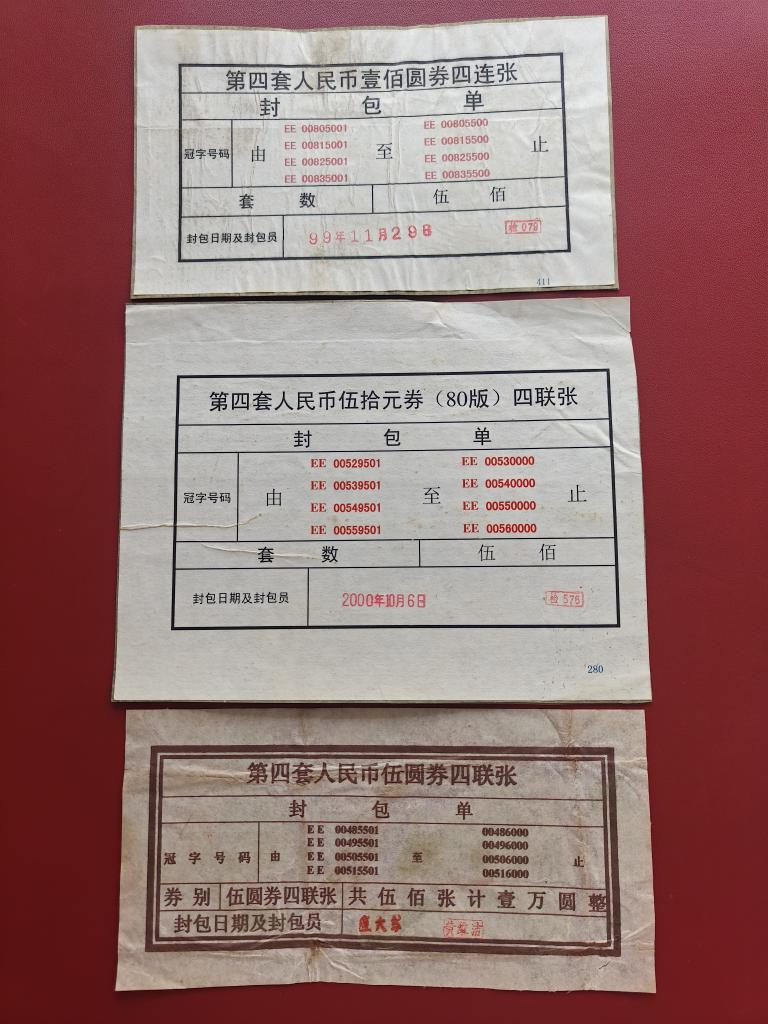 第四套人民币壹佰圆券四连张
封 包 单
冠字号码 由 EE 00805001 至 EE 00805500 止
EE 00815001 EE 00815500
EE 00825001 EE 00825500
EE 00835001 EE 00835500
套 数 伍 佰
封包日期及封包员 99年11月29日 检 079
411
第四套人民币伍拾元券（80版）四联张
封 包 单
冠字号码 由 EE 00529501 至 EE 00530000 止
EE 00539501 EE 00540000
EE 00549501 EE 00550000
EE 00559501 EE 00560000
套 数 伍 佰
封包日期及封包员 2000年10月6日 检 576
280
第四套人民币伍圆券四联张
封 包 单
冠字号码 由 EE 00485501 至 00486000 止
EE 00495501 00496000
EE 00505501 00506000
EE 00515501 00516000
券别 伍圆券四联张 共伍佰张计壹万圆整
封包日期及封包员